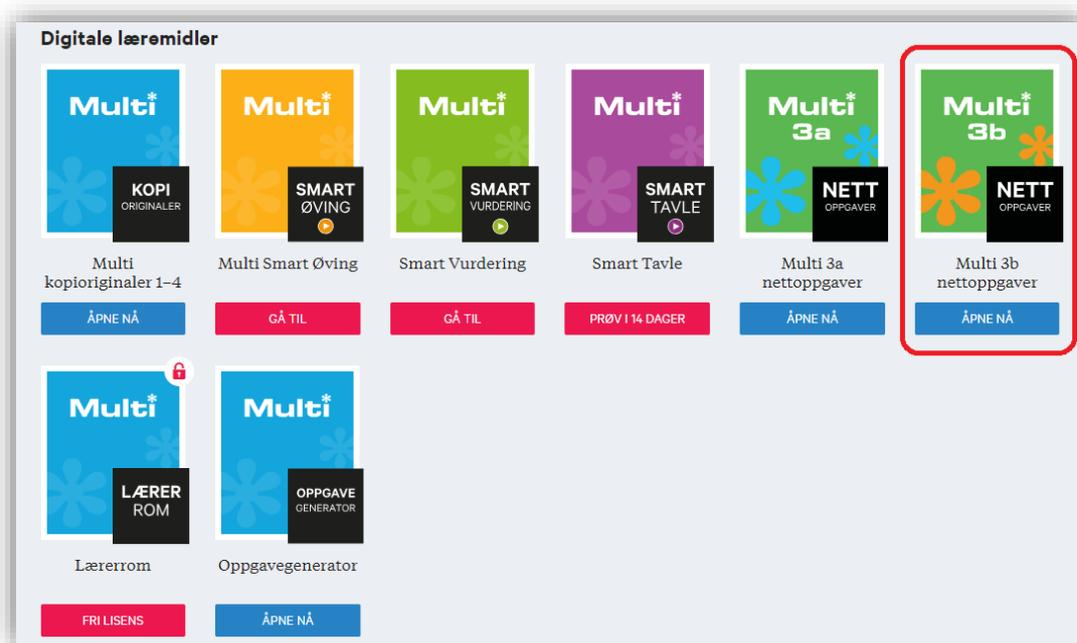 Digitale læremidler
Multi*
KOPI
ORIGINALER
Multi
kopioriginaler 1–4
ÅPNE NÅ
Multi*
SMART
ØVING
Multi Smart Øving
GÅ TIL
Multi*
SMART
VURDERING
Smart Vurdering
GÅ TIL
Multi*
SMART
TAVLE
Smart Tavle
PRØV I 14 DAGER
Multi*
3a
NETT
OPPGAVER
Multi 3a
nettoppgaver
ÅPNE NÅ
Multi*
3b
NETT
OPPGAVER
Multi 3b
nettoppgaver
ÅPNE NÅ
Multi*
LÆRER
ROM
Lærerrom
FRI LISENS
Multi*
OPPGAVE
GENERATOR
Oppgavegenerator
ÅPNE NÅ